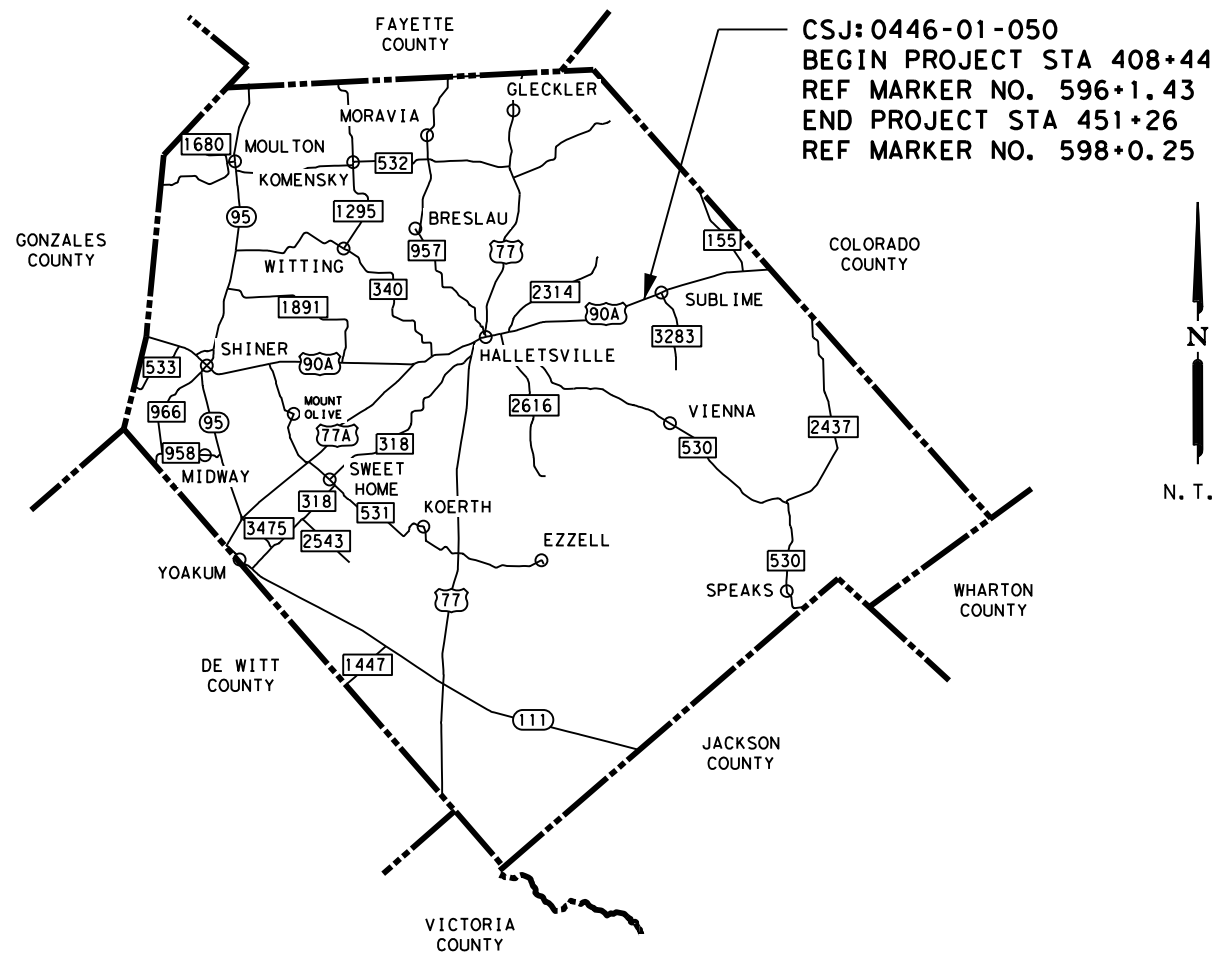 FAYETTE
COUNTY
CSJ:0446-01-050
BEGIN PROJECT STA 408+44
REF MARKER NO. 596+1.43
END PROJECT STA 451+26
REF MARKER NO. 598+0.25
GLECKLER
MORAVIA
1680
MOULTON
532
KOMENSKY
95
1295
BRESLAU
GONZALES
COUNTY
957
77
155
COLORADO
COUNTY
WITTING
340
2314
SUBLIME
1891
90A
N
3283
SHINER
HALLETSVILLE
533
90A
MOUNT
OLIVE
966
95
2616
VIENNA
2437
77A
318
530
958
MIDWAY
SWEET
HOME
N.T.
318
531
KOERTH
3475
2543
EZZELL
YOAKUM
530
SPEAKS
WHARTON
COUNTY
77
DE WITT
COUNTY
1447
111
JACKSON
COUNTY
VICTORIA
COUNTY